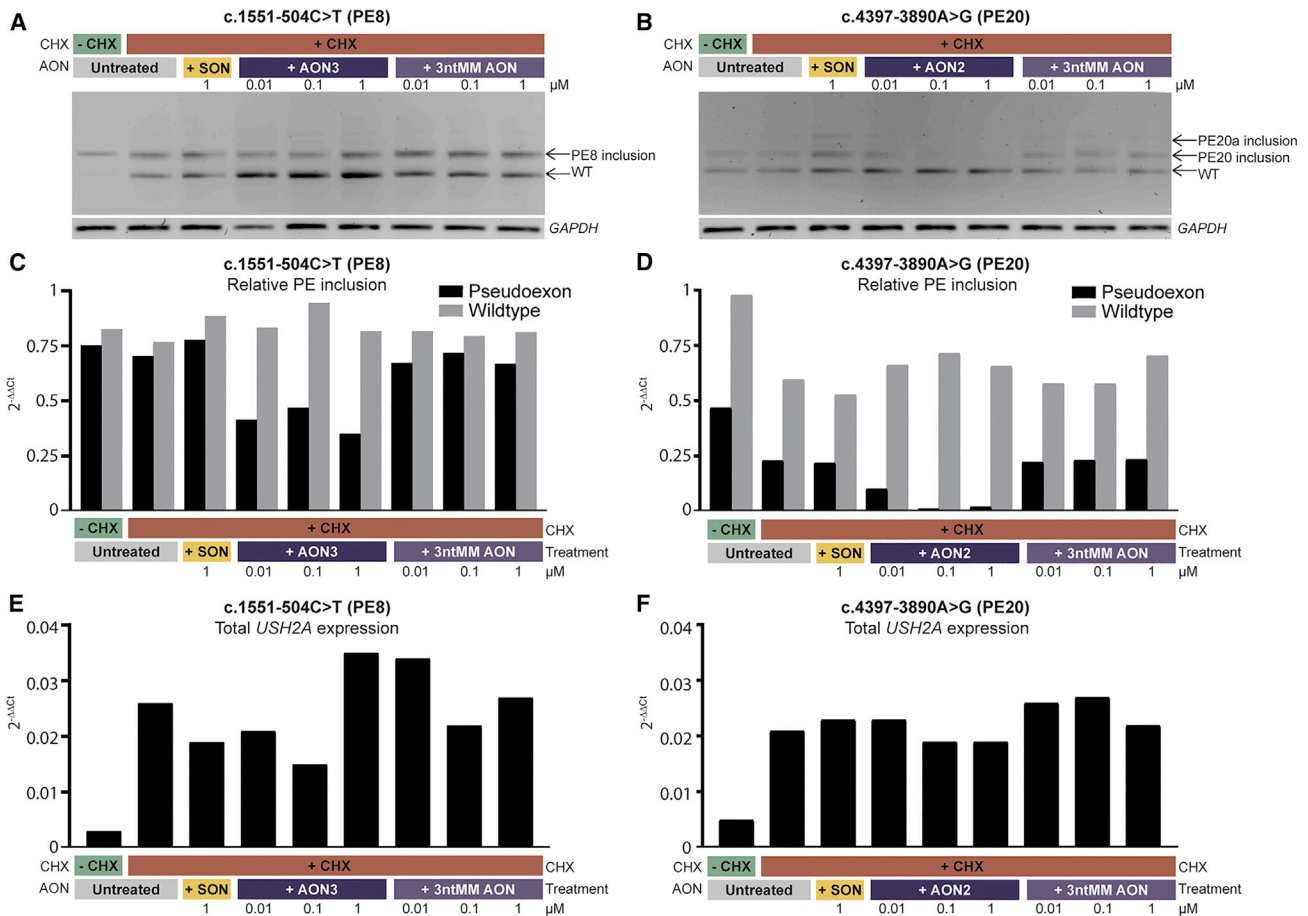 A
c.1551-504C>T (PE8)
CHX - CHX + CHX
AON Untreated + SON + AON3 + 3ntMM AON
1 0.01 0.1 1 0.01 0.1 1 µM
PE8 inclusion
WT
GAPDH
B
c.4397-3890A>G (PE20)
CHX - CHX + CHX
AON Untreated + SON + AON2 + 3ntMM AON
1 0.01 0.1 1 0.01 0.1 1 µM
PE20a inclusion
PE20 inclusion
WT
GAPDH
C
c.1551-504C>T (PE8)
Relative PE inclusion
Pseudoexon
Wildtype
2-ΔΔCt
1
0.75
0.5
0.25
0
- CHX + CHX CHX
Untreated + SON + AON3 + 3ntMM AON Treatment
1 0.01 0.1 1 0.01 0.1 1 µM
D
c.4397-3890A>G (PE20)
Relative PE inclusion
Pseudoexon
Wildtype
2-ΔΔCt
1
0.75
0.5
0.25
0
- CHX + CHX CHX
Untreated + SON + AON2 + 3ntMM AON Treatment
1 0.01 0.1 1 0.01 0.1 1 µM
E
c.1551-504C>T (PE8)
Total USH2A expression
2-ΔΔCt
0.04
0.03
0.02
0.01
0
CHX - CHX + CHX CHX
AON Untreated + SON + AON3 + 3ntMM AON Treatment
1 0.01 0.1 1 0.01 0.1 1 µM
F
c.4397-3890A>G (PE20)
Total USH2A expression
2-ΔΔCt
0.04
0.03
0.02
0.01
0
CHX - CHX + CHX CHX
AON Untreated + SON + AON2 + 3ntMM AON Treatment
1 0.01 0.1 1 0.01 0.1 1 µM